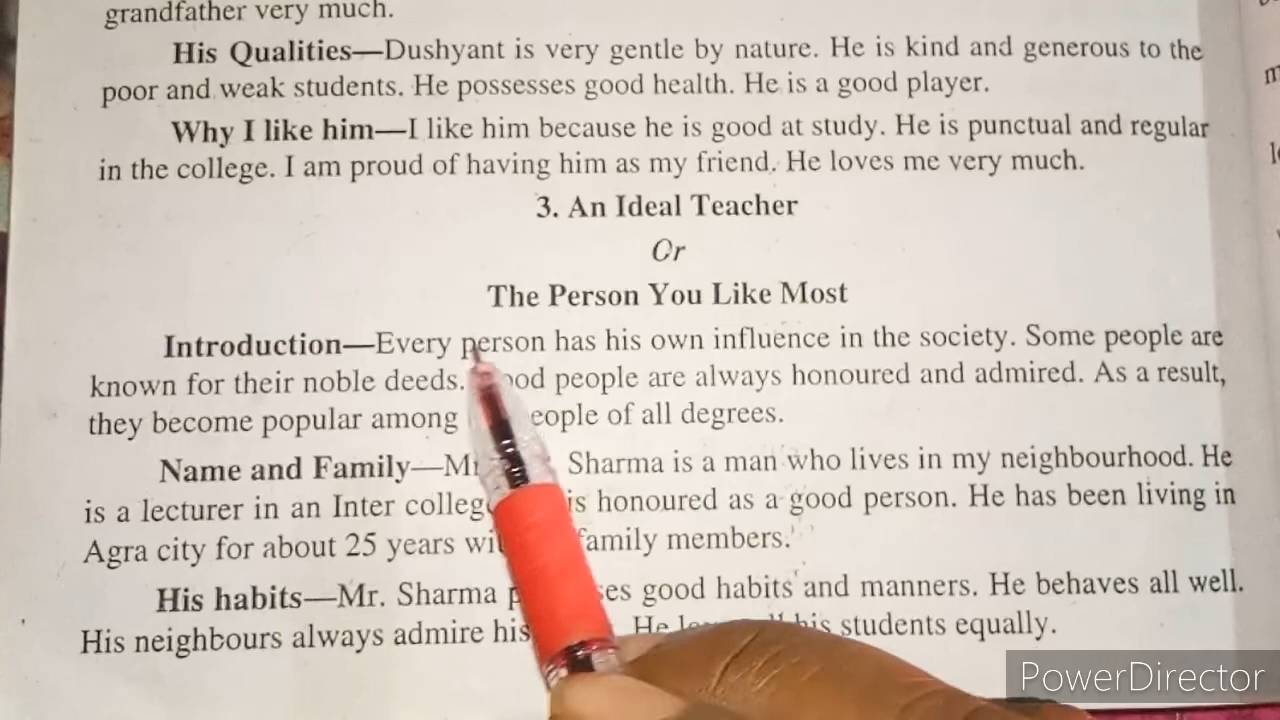 grandfather very much.
His Qualities—Dushyant is very gentle by nature. He is kind and generous to the
poor and weak students. He possesses good health. He is a good player.
Why I like him—I like him because he is good at study. He is punctual and regular
in the college. I am proud of having him as my friend. He loves me very much.
3. An Ideal Teacher
Or
The Person You Like Most
Introduction—Every person has his own influence in the society. Some people are
known for their noble deeds. people are always honoured and admired. As a result,
they become popular among of all degrees.
Name and Family— Sharma is a man who lives in my neighbourhood. He
is a lecturer in an Inter is honoured as a good person. He has been living in
Agra city for about 25 years family members.
His habits—Mr. Sharma good habits and manners. He behaves all well.
His neighbours always admire his He his students equally.
PowerDirector